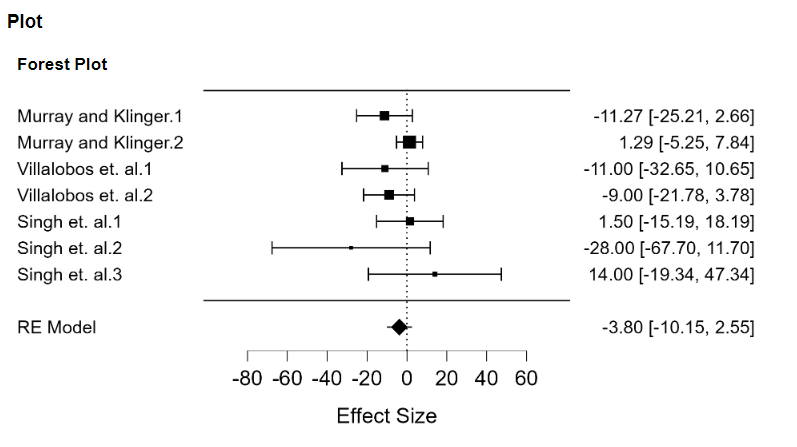 Plot
Forest Plot
Murray and Klinger.1 -11.27 [-25.21, 2.66]
Murray and Klinger.2 1.29 [-5.25, 7.84]
Villalobos et. al.1 -11.00 [-32.65, 10.65]
Villalobos et. al.2 -9.00 [-21.78, 3.78]
Singh et. al.1 1.50 [-15.19, 18.19]
Singh et. al.2 -28.00 [-67.70, 11.70]
Singh et. al.3 14.00 [-19.34, 47.34]
RE Model -3.80 [-10.15, 2.55]
-80 -60 -40 -20 0 20 40 60
Effect Size